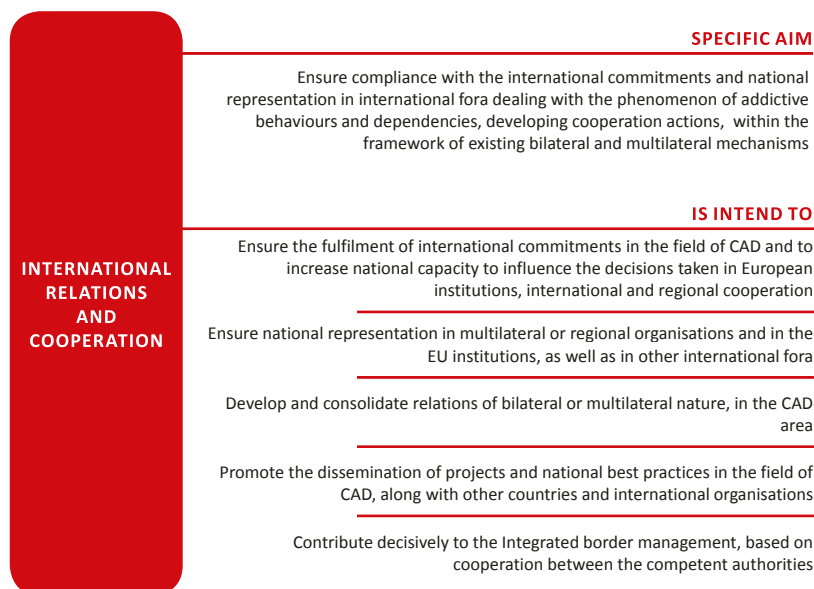 INTERNATIONAL
RELATIONS
AND
COOPERATION
SPECIFIC AIM
Ensure compliance with the international commitments and national
representation in international fora dealing with the phenomenon of addictive
behaviours and dependencies, developing cooperation actions, within the
framework of existing bilateral and multilateral mechanisms
IS INTEND TO
Ensure the fulfilment of international commitments in the field of CAD and to
increase national capacity to influence the decisions taken in European
institutions, international and regional cooperation
Ensure national representation in multilateral or regional organisations and in the
EU institutions, as well as in other international fora
Develop and consolidate relations of bilateral or multilateral nature, in the CAD
area
Promote the dissemination of projects and national best practices in the field of
CAD, along with other countries and international organisations
Contribute decisively to the Integrated border management, based on
cooperation between the competent authorities